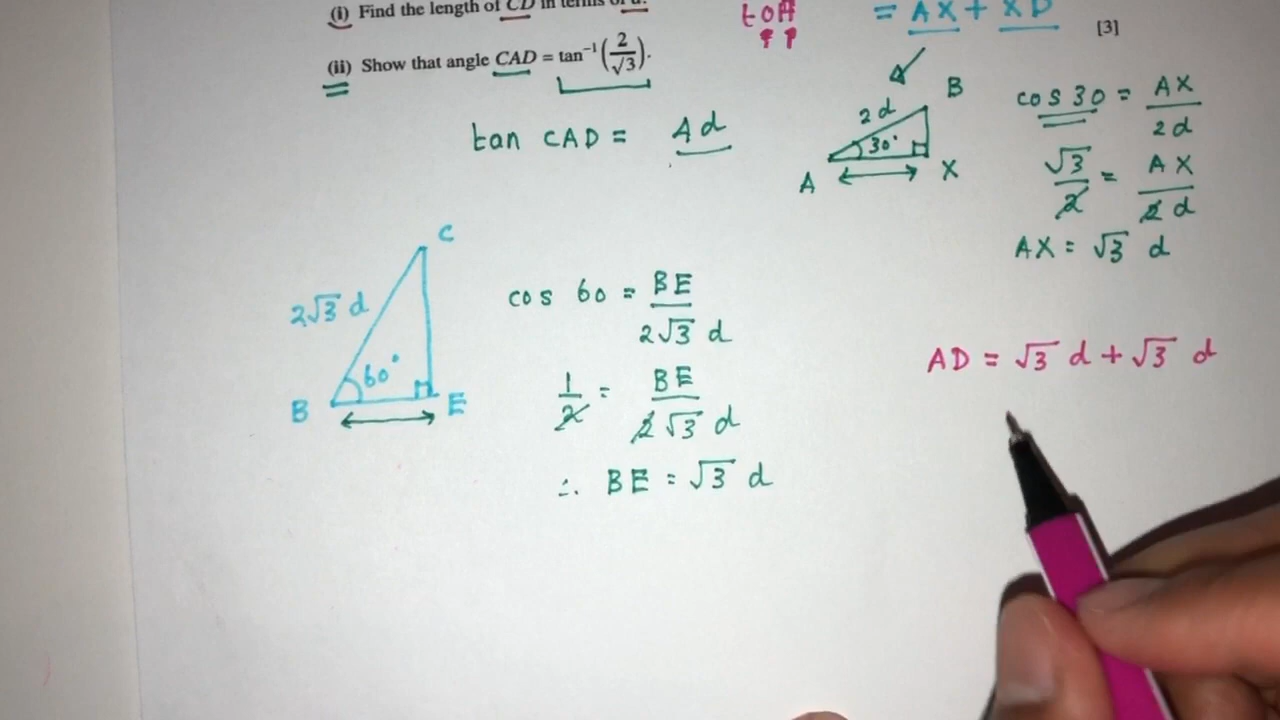 (i) Find the length of CD in terms of d.
toA
= AX + XD
[3]
(ii) Show that angle CAD = tan⁻¹(2/√3).
tan CAD = 4d
2d
B
30°
A
X
cos 30 = AX/2d
√3/2 = AX/2d
AX = √3 d
C
2√3 d
60°
B
E
cos 60 = BE/2√3 d
1/2 = BE/2√3 d
∴ BE = √3 d
AD = √3 d + √3 d